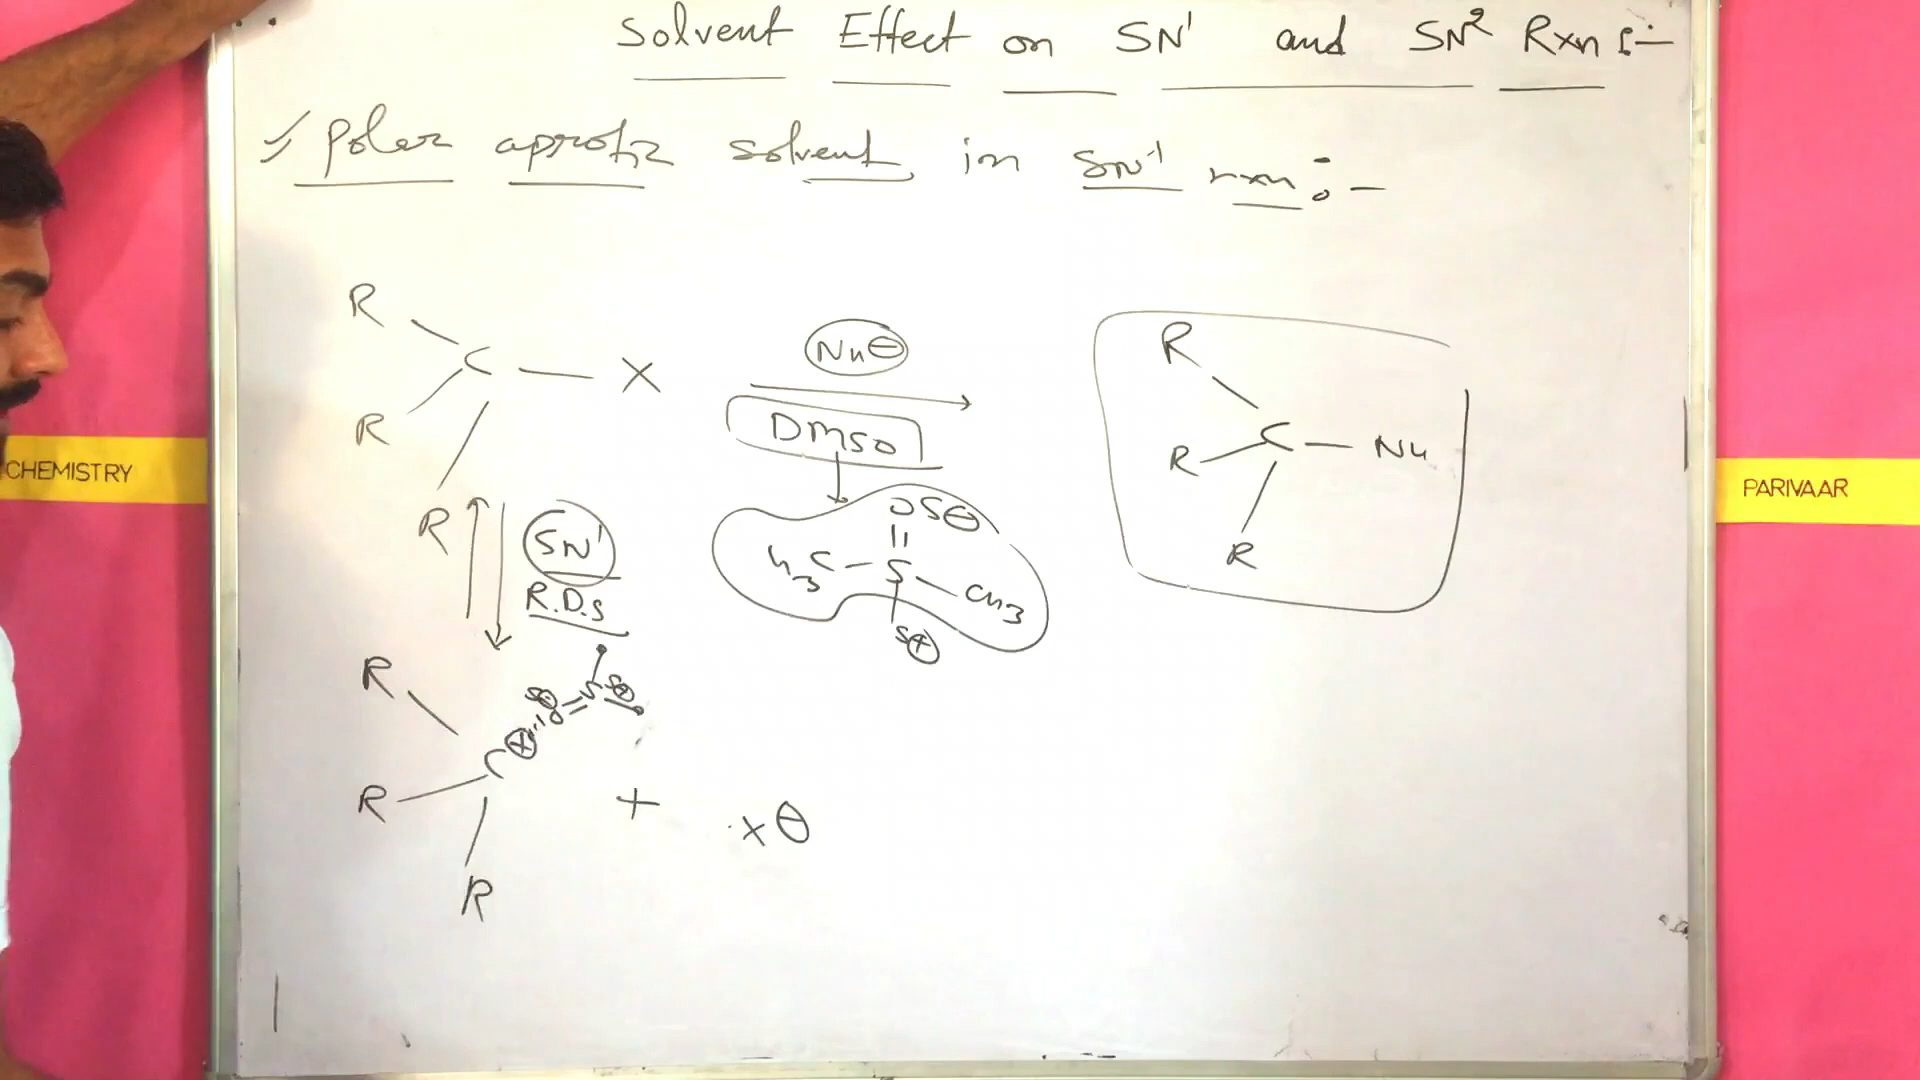 Solvent Effect on SN¹ and SN² Rxn :-
✓ Polar aprotic solvent in SN¹ rxn :-
R
C — X
R
R
Nu⊖
DMSO
R
C — Nu
R
R
OS⊖
H₃C — S — CH₃
S⊕
SN¹
R.D.S
R
S⊖ S S⊕
C ⊕
R
R
+ x⊖
CHEMISTRY
PARIVAAR